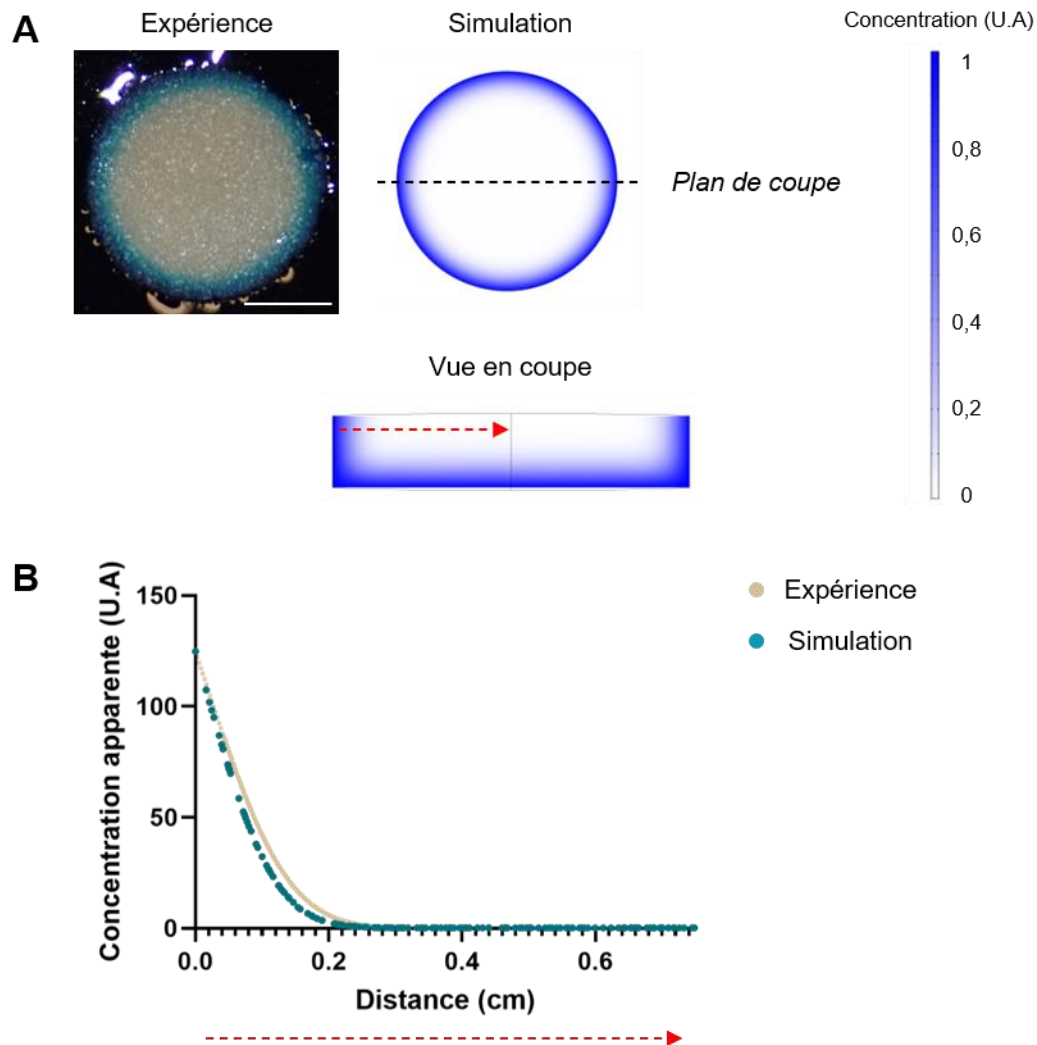 A
Expérience
Simulation
Concentration (U.A)
1
0,8
0,6
0,4
0,2
0
Plan de coupe
Vue en coupe
B
Concentration apparente (U.A)
150
100
50
0
0.0
0.2
0.4
0.6
Distance (cm)
Expérience
Simulation